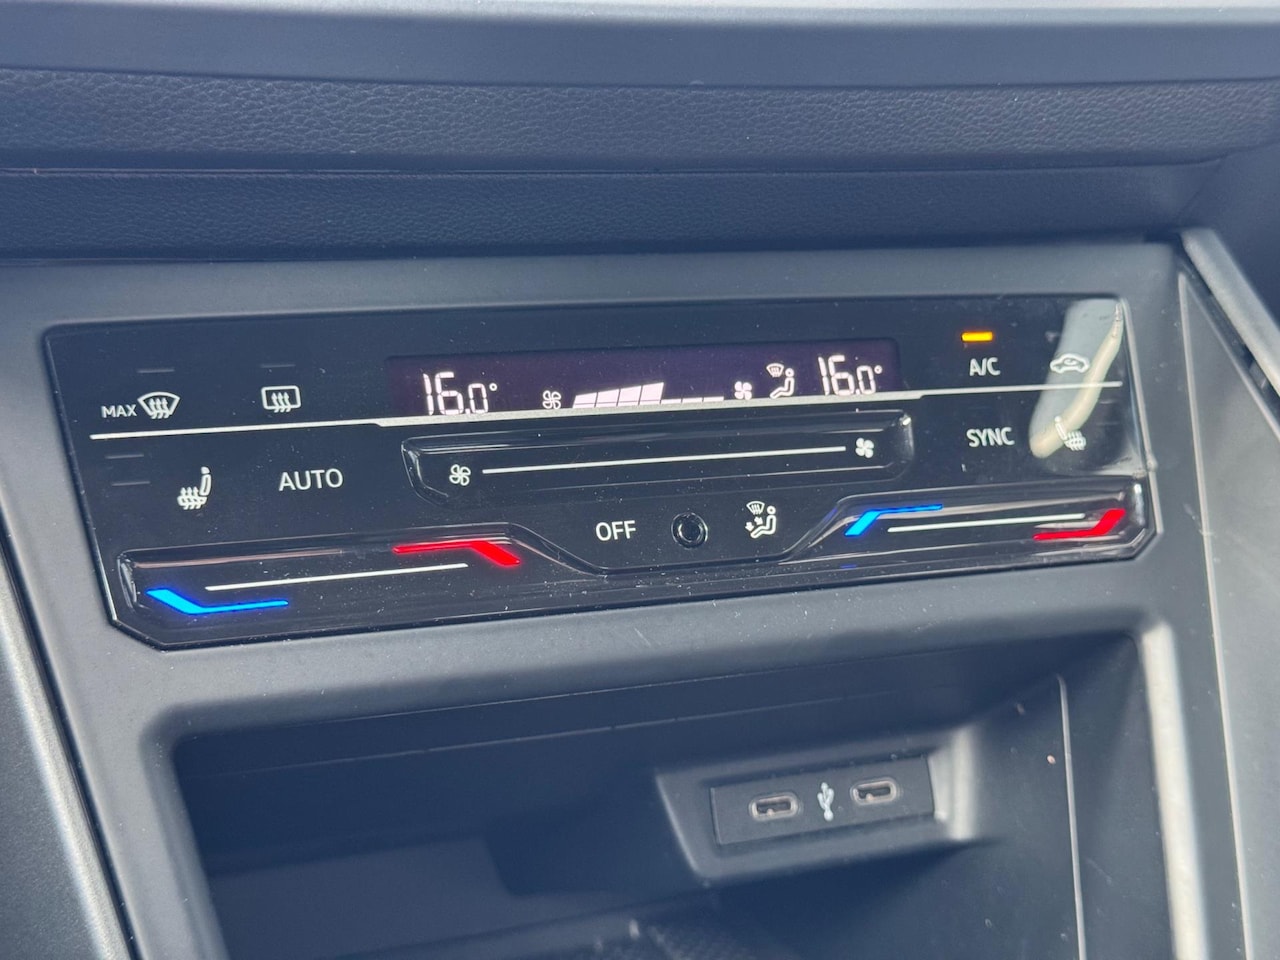 16.0° 16.0°
A/C
MAX
AUTO
SYNC
OFF